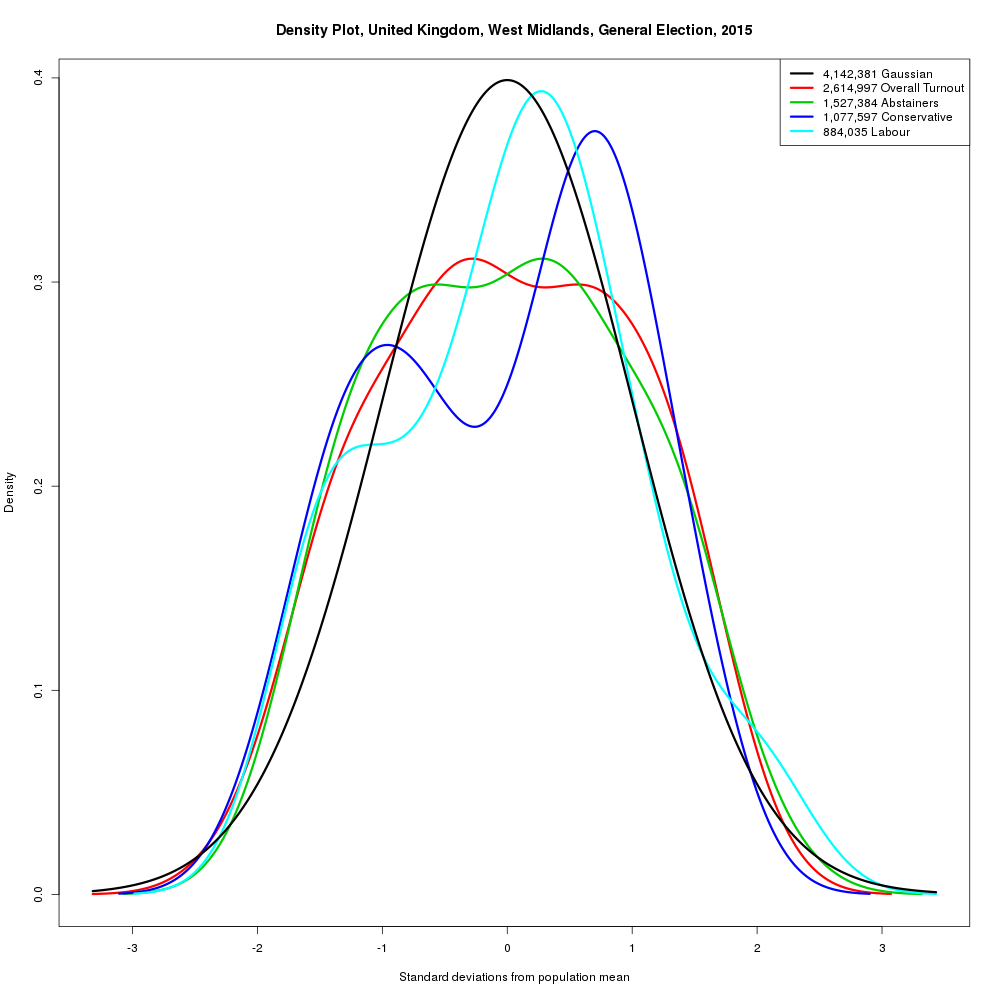 Density Plot, United Kingdom, West Midlands, General Election, 2015
4,142,381 Gaussian
2,614,997 Overall Turnout
1,527,384 Abstainers
1,077,597 Conservative
884,035 Labour
0.4
0.3
0.2
0.1
0.0
Density
-3 -2 -1 0 1 2 3
Standard deviations from population mean